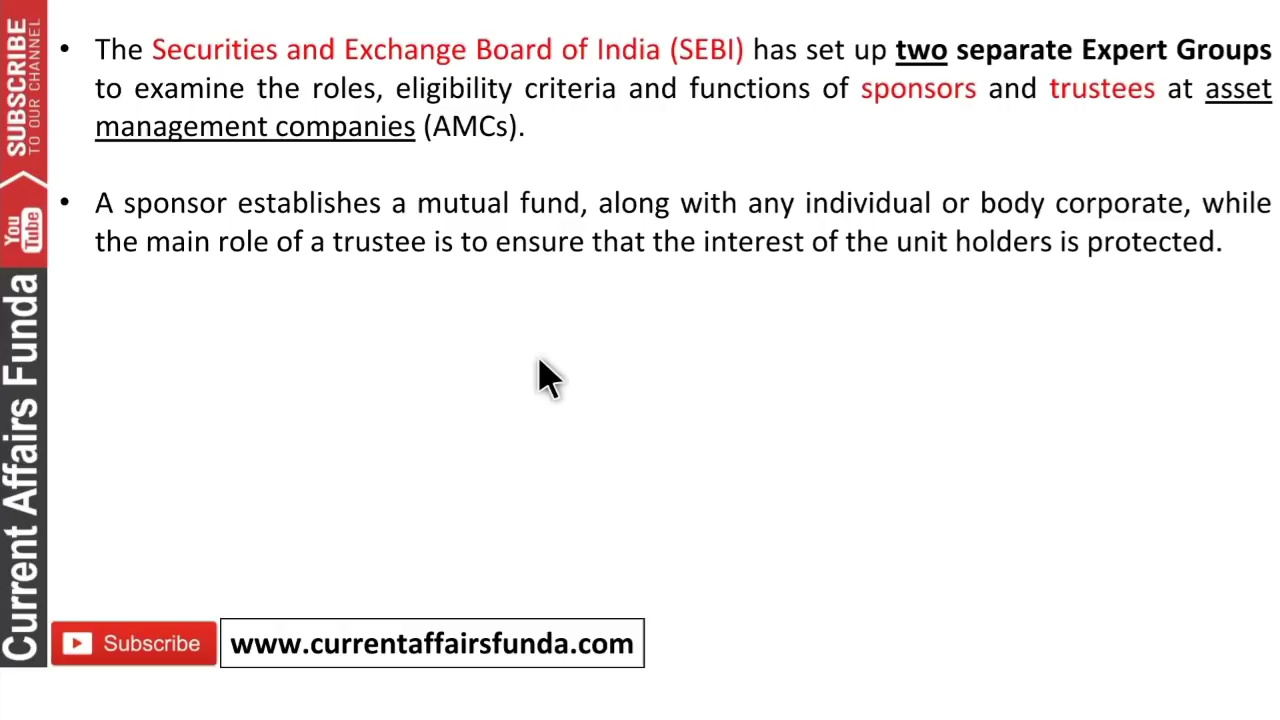 • The Securities and Exchange Board of India (SEBI) has set up two separate Expert Groups
to examine the roles, eligibility criteria and functions of sponsors and trustees at asset
management companies (AMCs).
• A sponsor establishes a mutual fund, along with any individual or body corporate, while
the main role of a trustee is to ensure that the interest of the unit holders is protected.
SUBSCRIBE
TO OUR CHANNEL
You
Tube
Current Affairs Funda
Subscribe
www.currentaffairsfunda.com